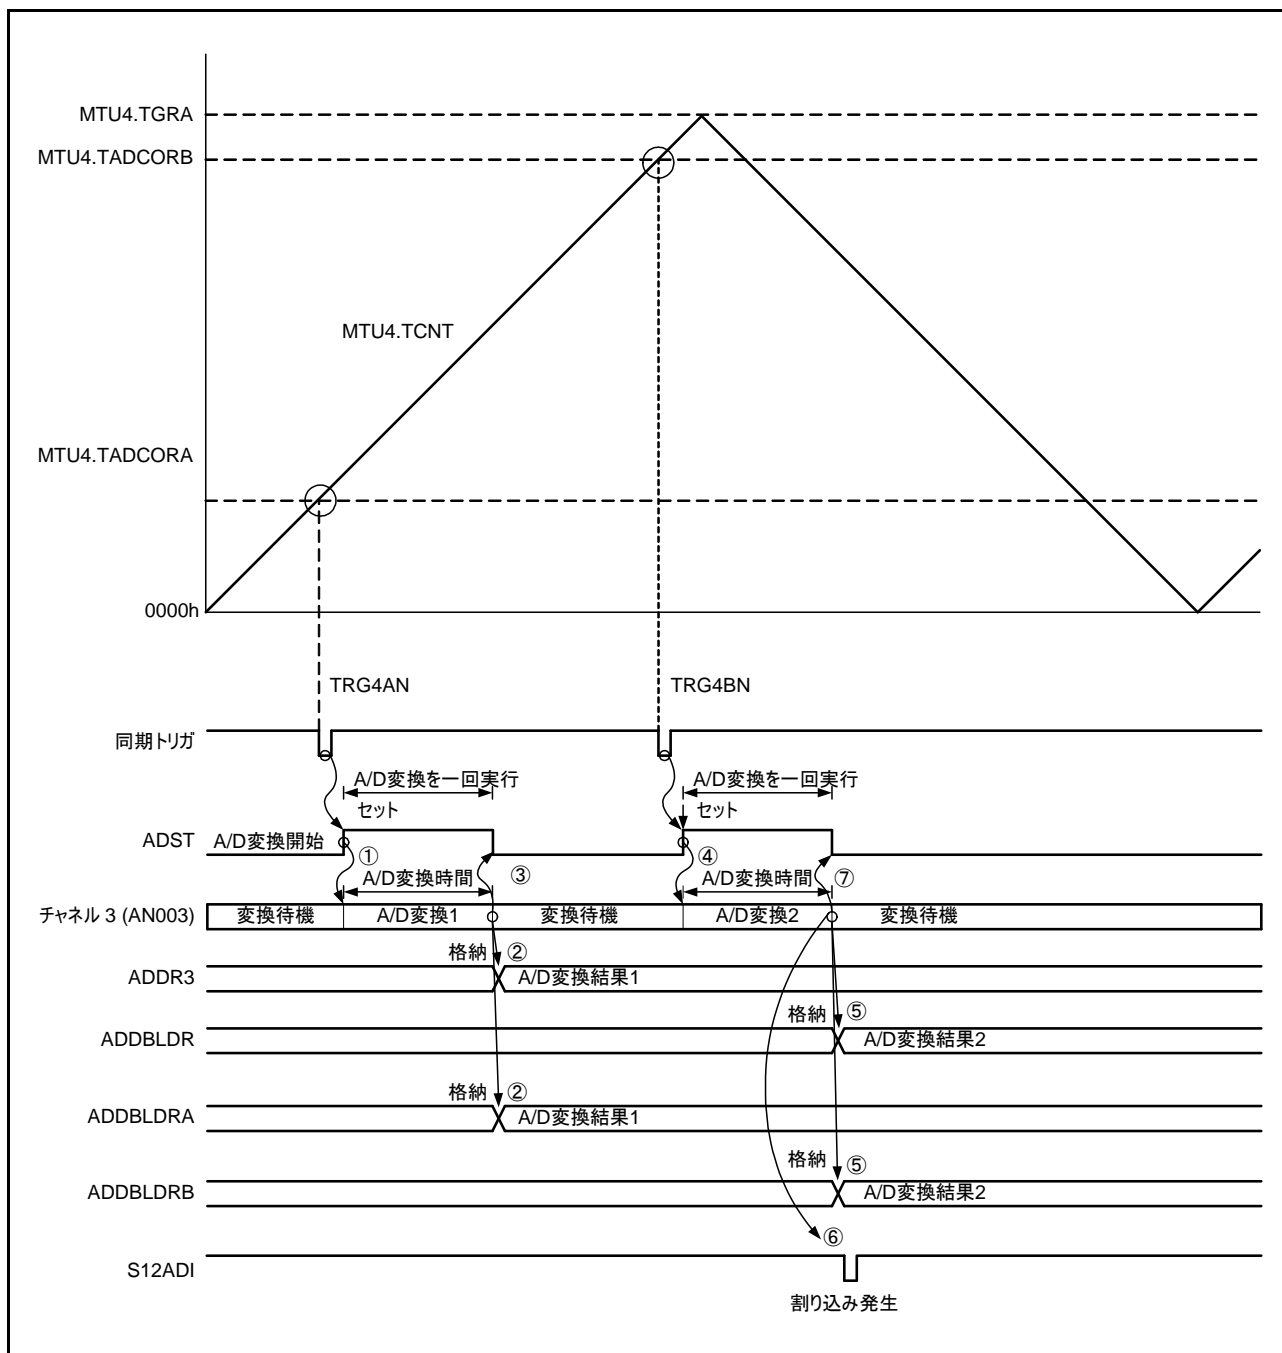 MTU4.TGRA
MTU4.TADCORB
MTU4.TCNT
MTU4.TADCORA
0000h
TRG4AN
TRG4BN
同期トリガ
A/D変換を一回実行
A/D変換を一回実行
セット
セット
ADST
A/D変換開始
①
③
④
⑦
A/D変換時間
A/D変換時間
チャネル 3 (AN003)
変換待機
A/D変換1
変換待機
A/D変換2
変換待機
格納
②
ADDR3
A/D変換結果1
格納
⑤
ADDBLDR
A/D変換結果2
格納
②
ADDBLDRA
A/D変換結果1
格納
⑤
ADDBLDRB
A/D変換結果2
⑥
S12ADI
割り込み発生